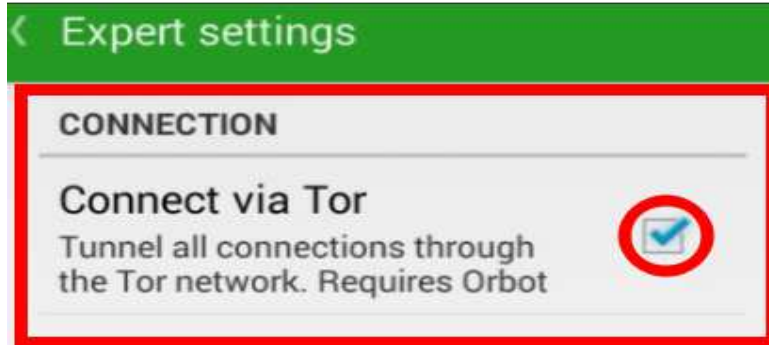 Expert settings
CONNECTION
Connect via Tor
Tunnel all connections through
the Tor network. Requires Orbot